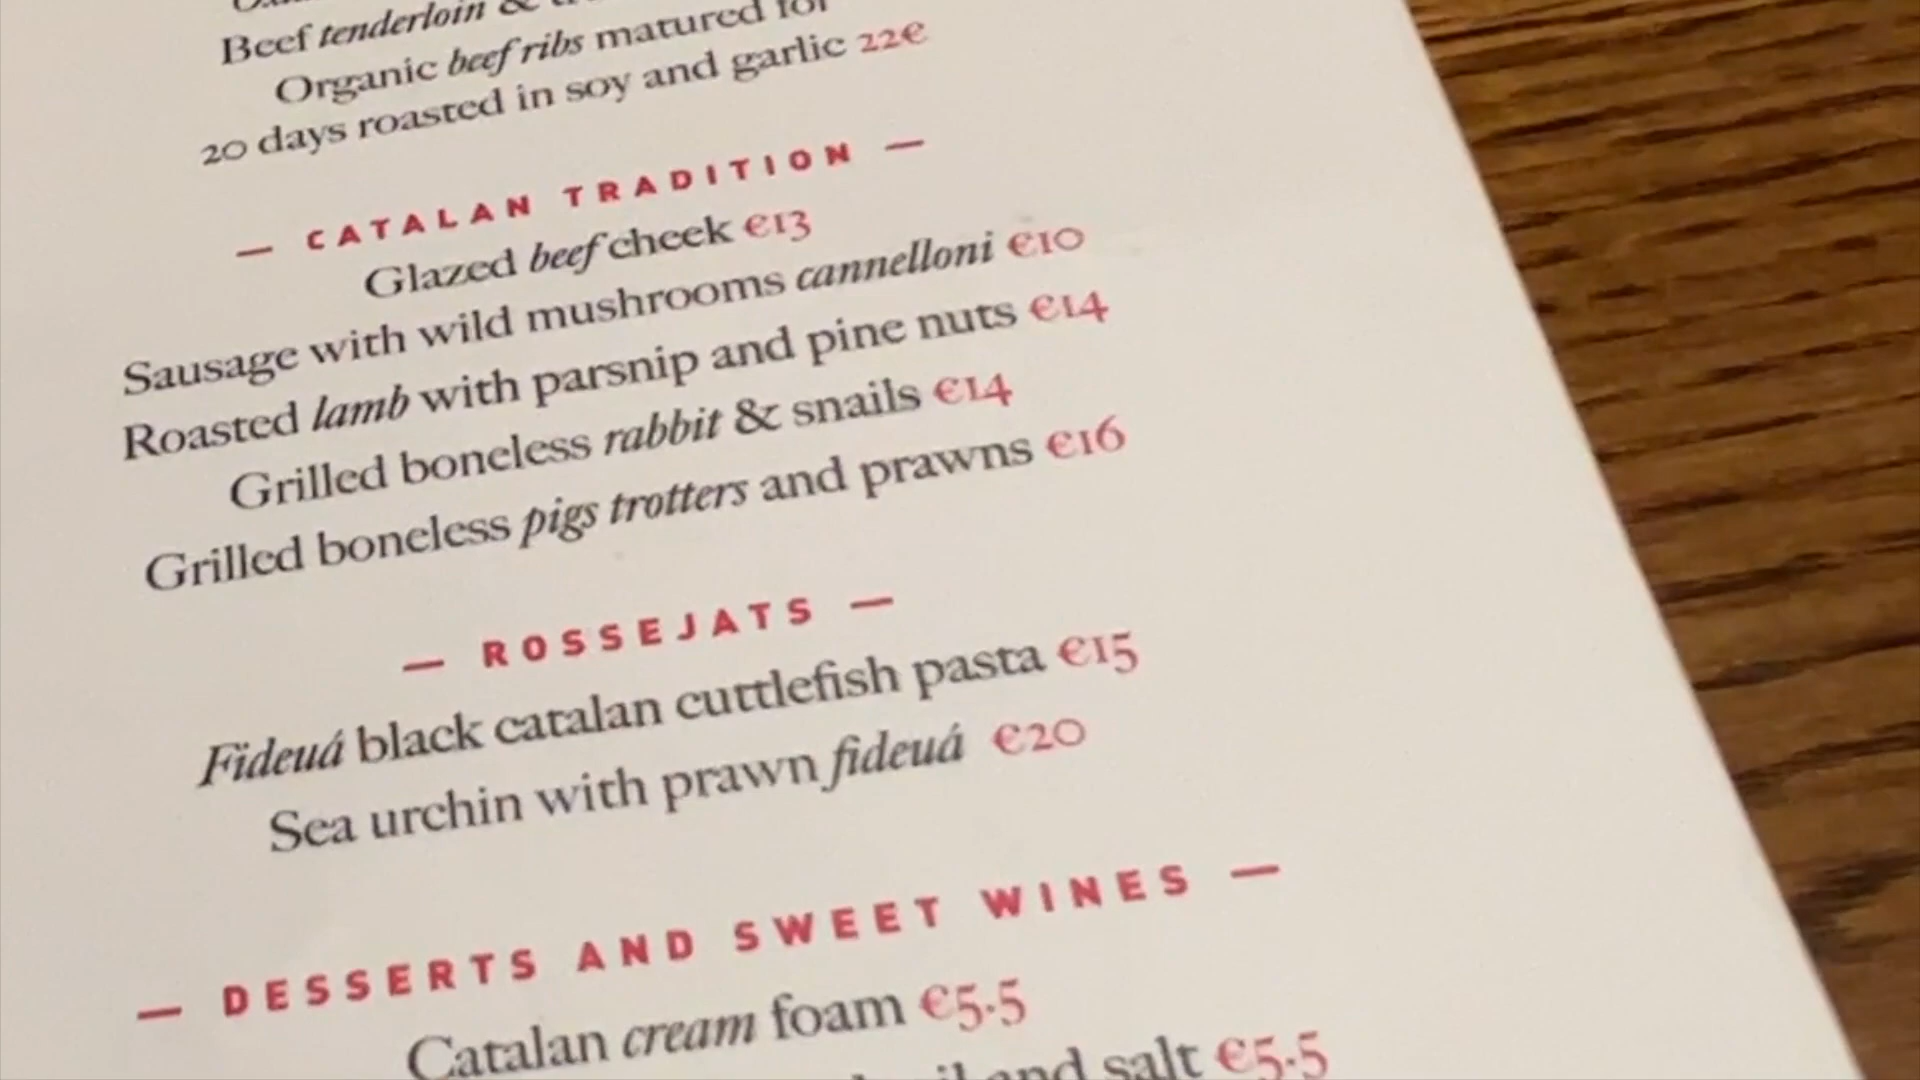 Beef tenderloin &
Organic beef ribs matured for
20 days roasted in soy and garlic 22€
— CATALAN TRADITION —
Glazed beef cheek €13
Sausage with wild mushrooms cannelloni €10
Roasted lamb with parsnip and pine nuts €14
Grilled boneless rabbit & snails €14
Grilled boneless pigs trotters and prawns €16
— ROSSEJATS —
Fideuá black catalan cuttlefish pasta €15
Sea urchin with prawn fideuá €20
— DESSERTS AND SWEET WINES —
Catalan cream foam €5.5
and salt €5.5